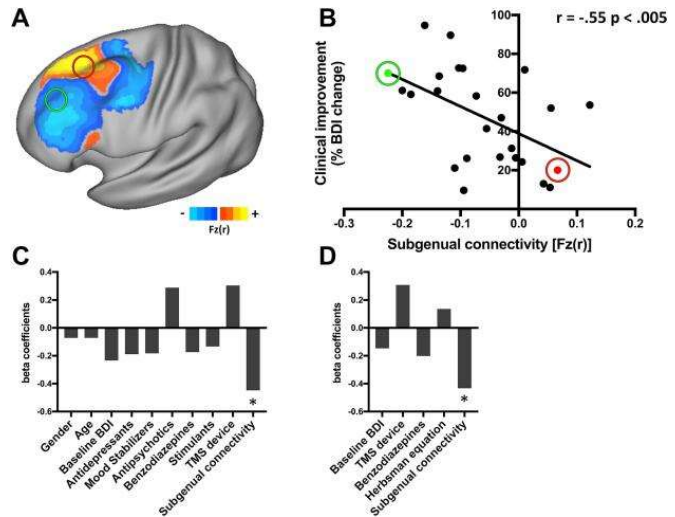 A
- +
Fz(r)
B
r = -.55 p < .005
Clinical improvement
(% BDI change)
100
80
60
40
20
-0.3 -0.2 -0.1 0.0 0.1 0.2
Subgenual connectivity [Fz(r)]
C
beta coefficients
0.4
0.2
0.0
-0.2
-0.4
-0.6
*
Gender
Age
Baseline BDI
Antidepressants
Mood Stabilizers
Antipsychotics
Benzodiazepines
Stimulants
TMS device
Subgenual connectivity
D
beta coefficients
0.4
0.2
0.0
-0.2
-0.4
-0.6
*
Baseline BDI
TMS device
Benzodiazepines
Herbsman equation
Subgenual connectivity